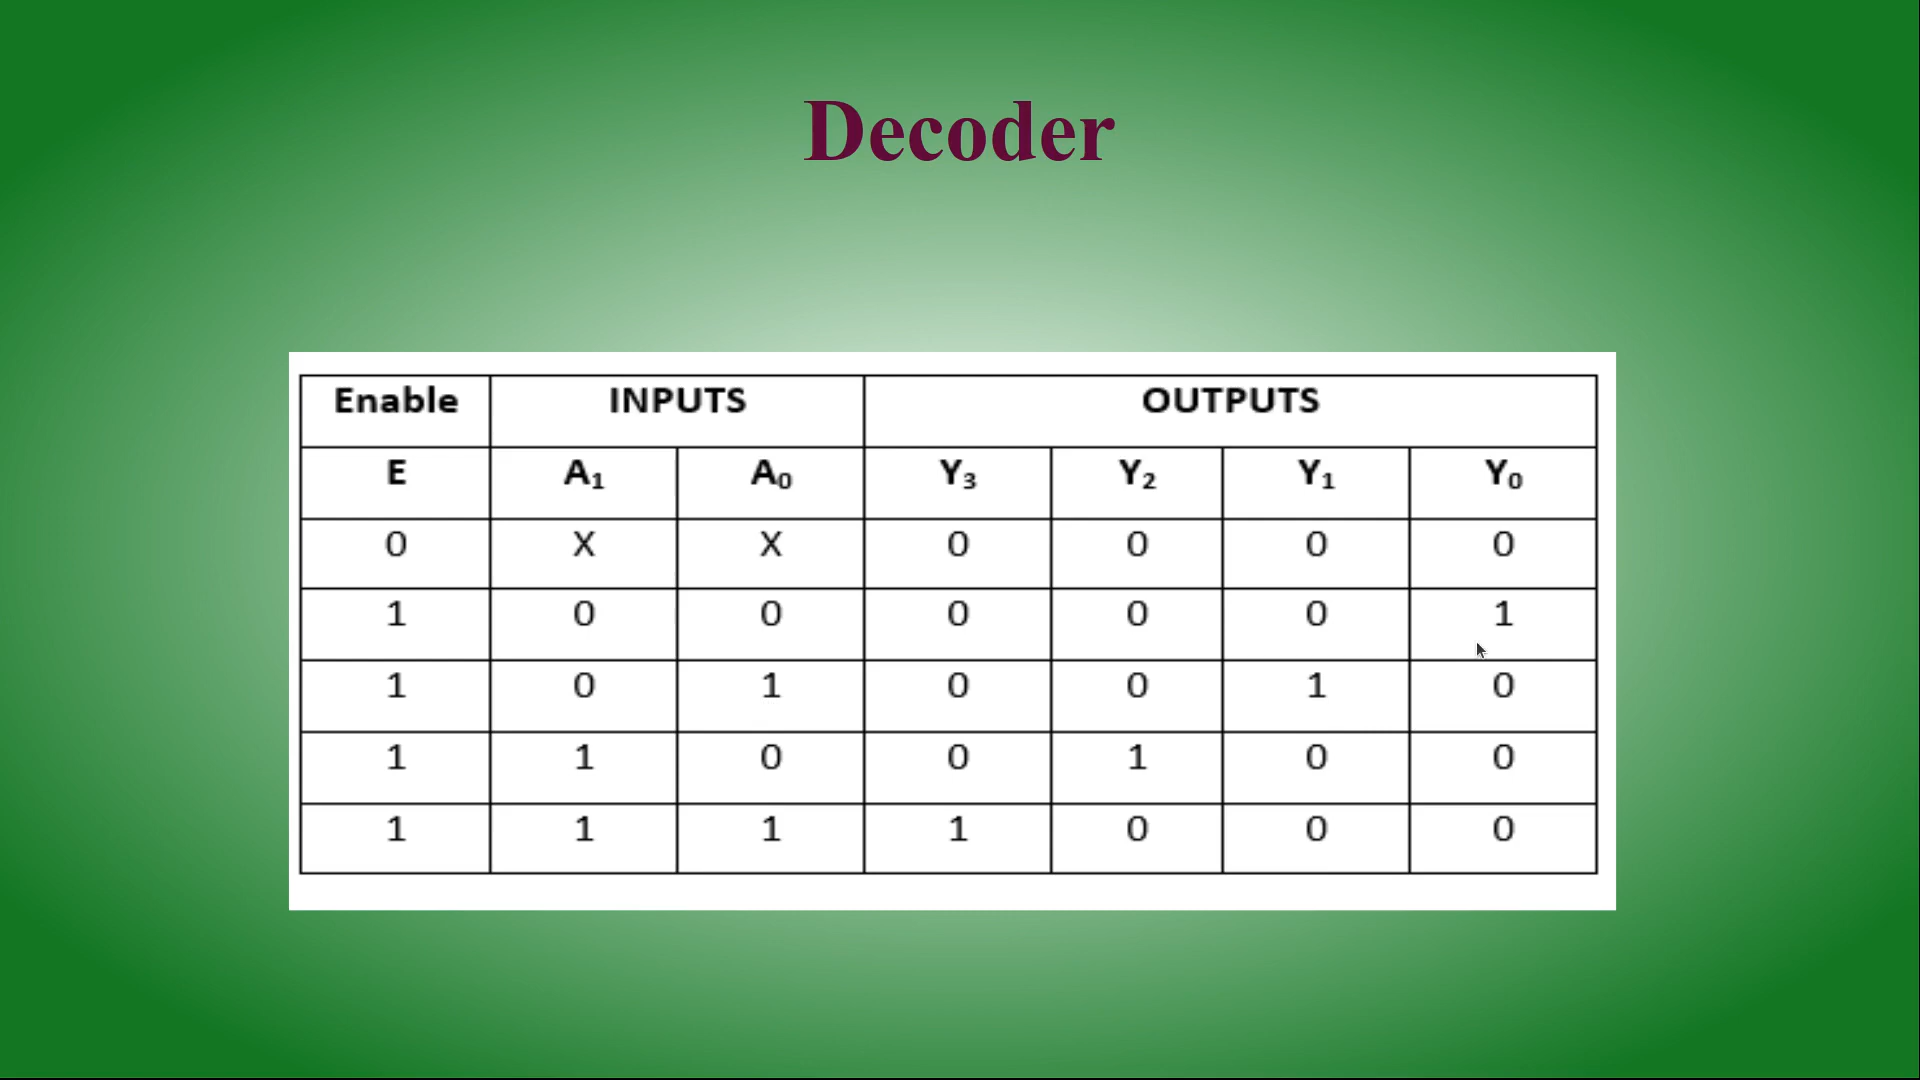 Decoder
Enable INPUTS OUTPUTS
E A₁ A₀ Y₃ Y₂ Y₁ Y₀
0 X X 0 0 0 0
1 0 0 0 0 0 1
1 0 1 0 0 1 0
1 1 0 0 1 0 0
1 1 1 1 0 0 0